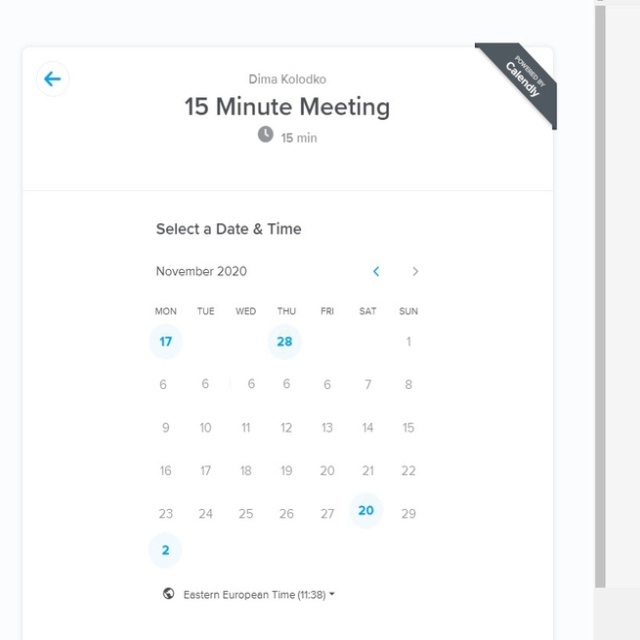 Dima Kolodko
POWERED BY
Calendly
15 Minute Meeting
15 min
Select a Date & Time
November 2020
MON TUE WED THU FRI SAT SUN
17 28 1
6 6 6 6 6 7 8
9 10 11 12 13 14 15
16 17 18 19 20 21 22
23 24 25 26 27 20 29
2
Eastern European Time (11:38)